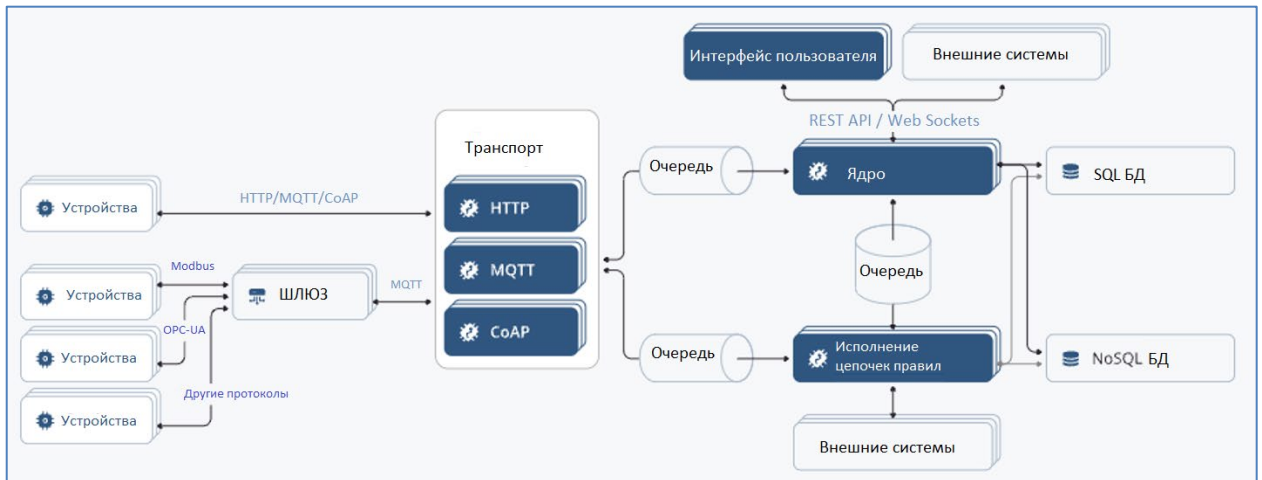 Интерфейс пользователя
Внешние системы
REST API / Web Sockets
Транспорт
Очередь
Ядро
SQL БД
Устройства
HTTP/MQTT/CoAP
HTTP
Modbus
Устройства
ШЛЮЗ
MQTT
MQTT
Очередь
OPC-UA
Устройства
CoAP
Очередь
Исполнение
цепочек правил
NoSQL БД
Другие протоколы
Устройства
Внешние системы